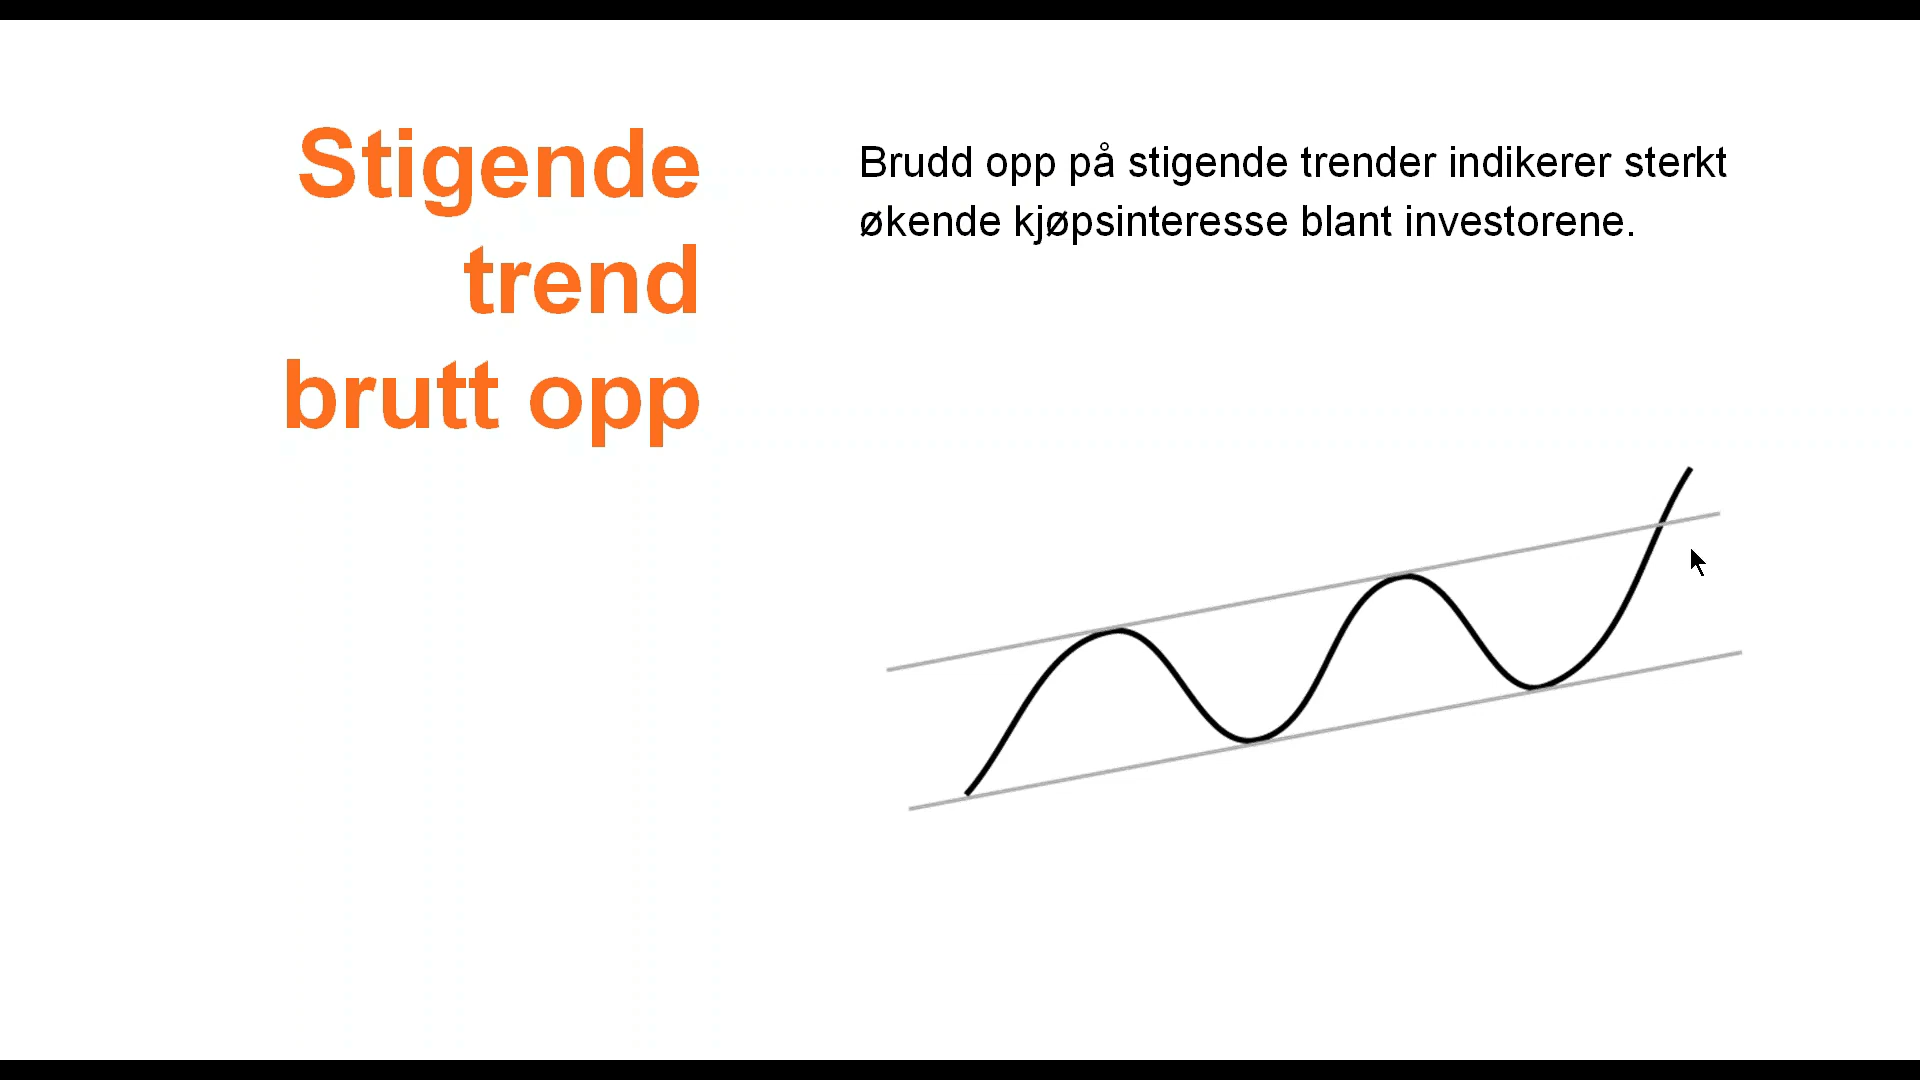 Stigende
trend
brutt opp
Brudd opp på stigende trender indikerer sterkt
økende kjøpsinteresse blant investorene.